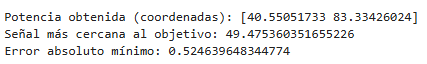 Potencia obtenida (coordenadas): [40.55051733 83.33426024]
Señal más cercana al objetivo: 49.475360351655226
Error absoluto mínimo: 0.524639648344774